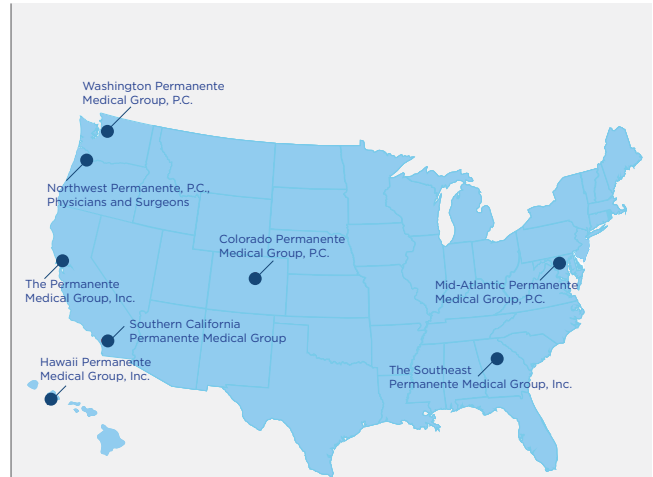 Washington Permanente
Medical Group, P.C.
Northwest Permanente, P.C.,
Physicians and Surgeons
Colorado Permanente
Medical Group, P.C.
The Permanente
Medical Group, Inc.
Mid-Atlantic Permanente
Medical Group, P.C.
Southern California
Permanente Medical Group
Hawaii Permanente
Medical Group, Inc.
The Southeast
Permanente Medical Group, Inc.